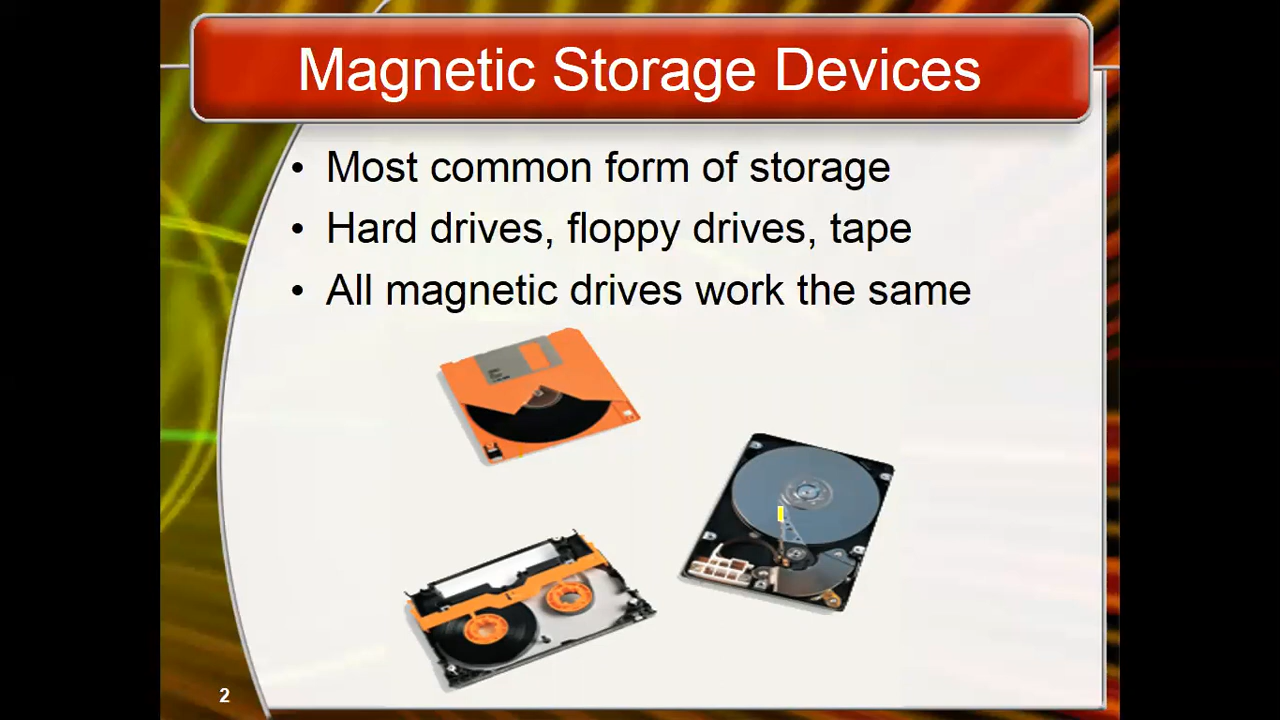 Magnetic Storage Devices
• Most common form of storage
• Hard drives, floppy drives, tape
• All magnetic drives work the same
2